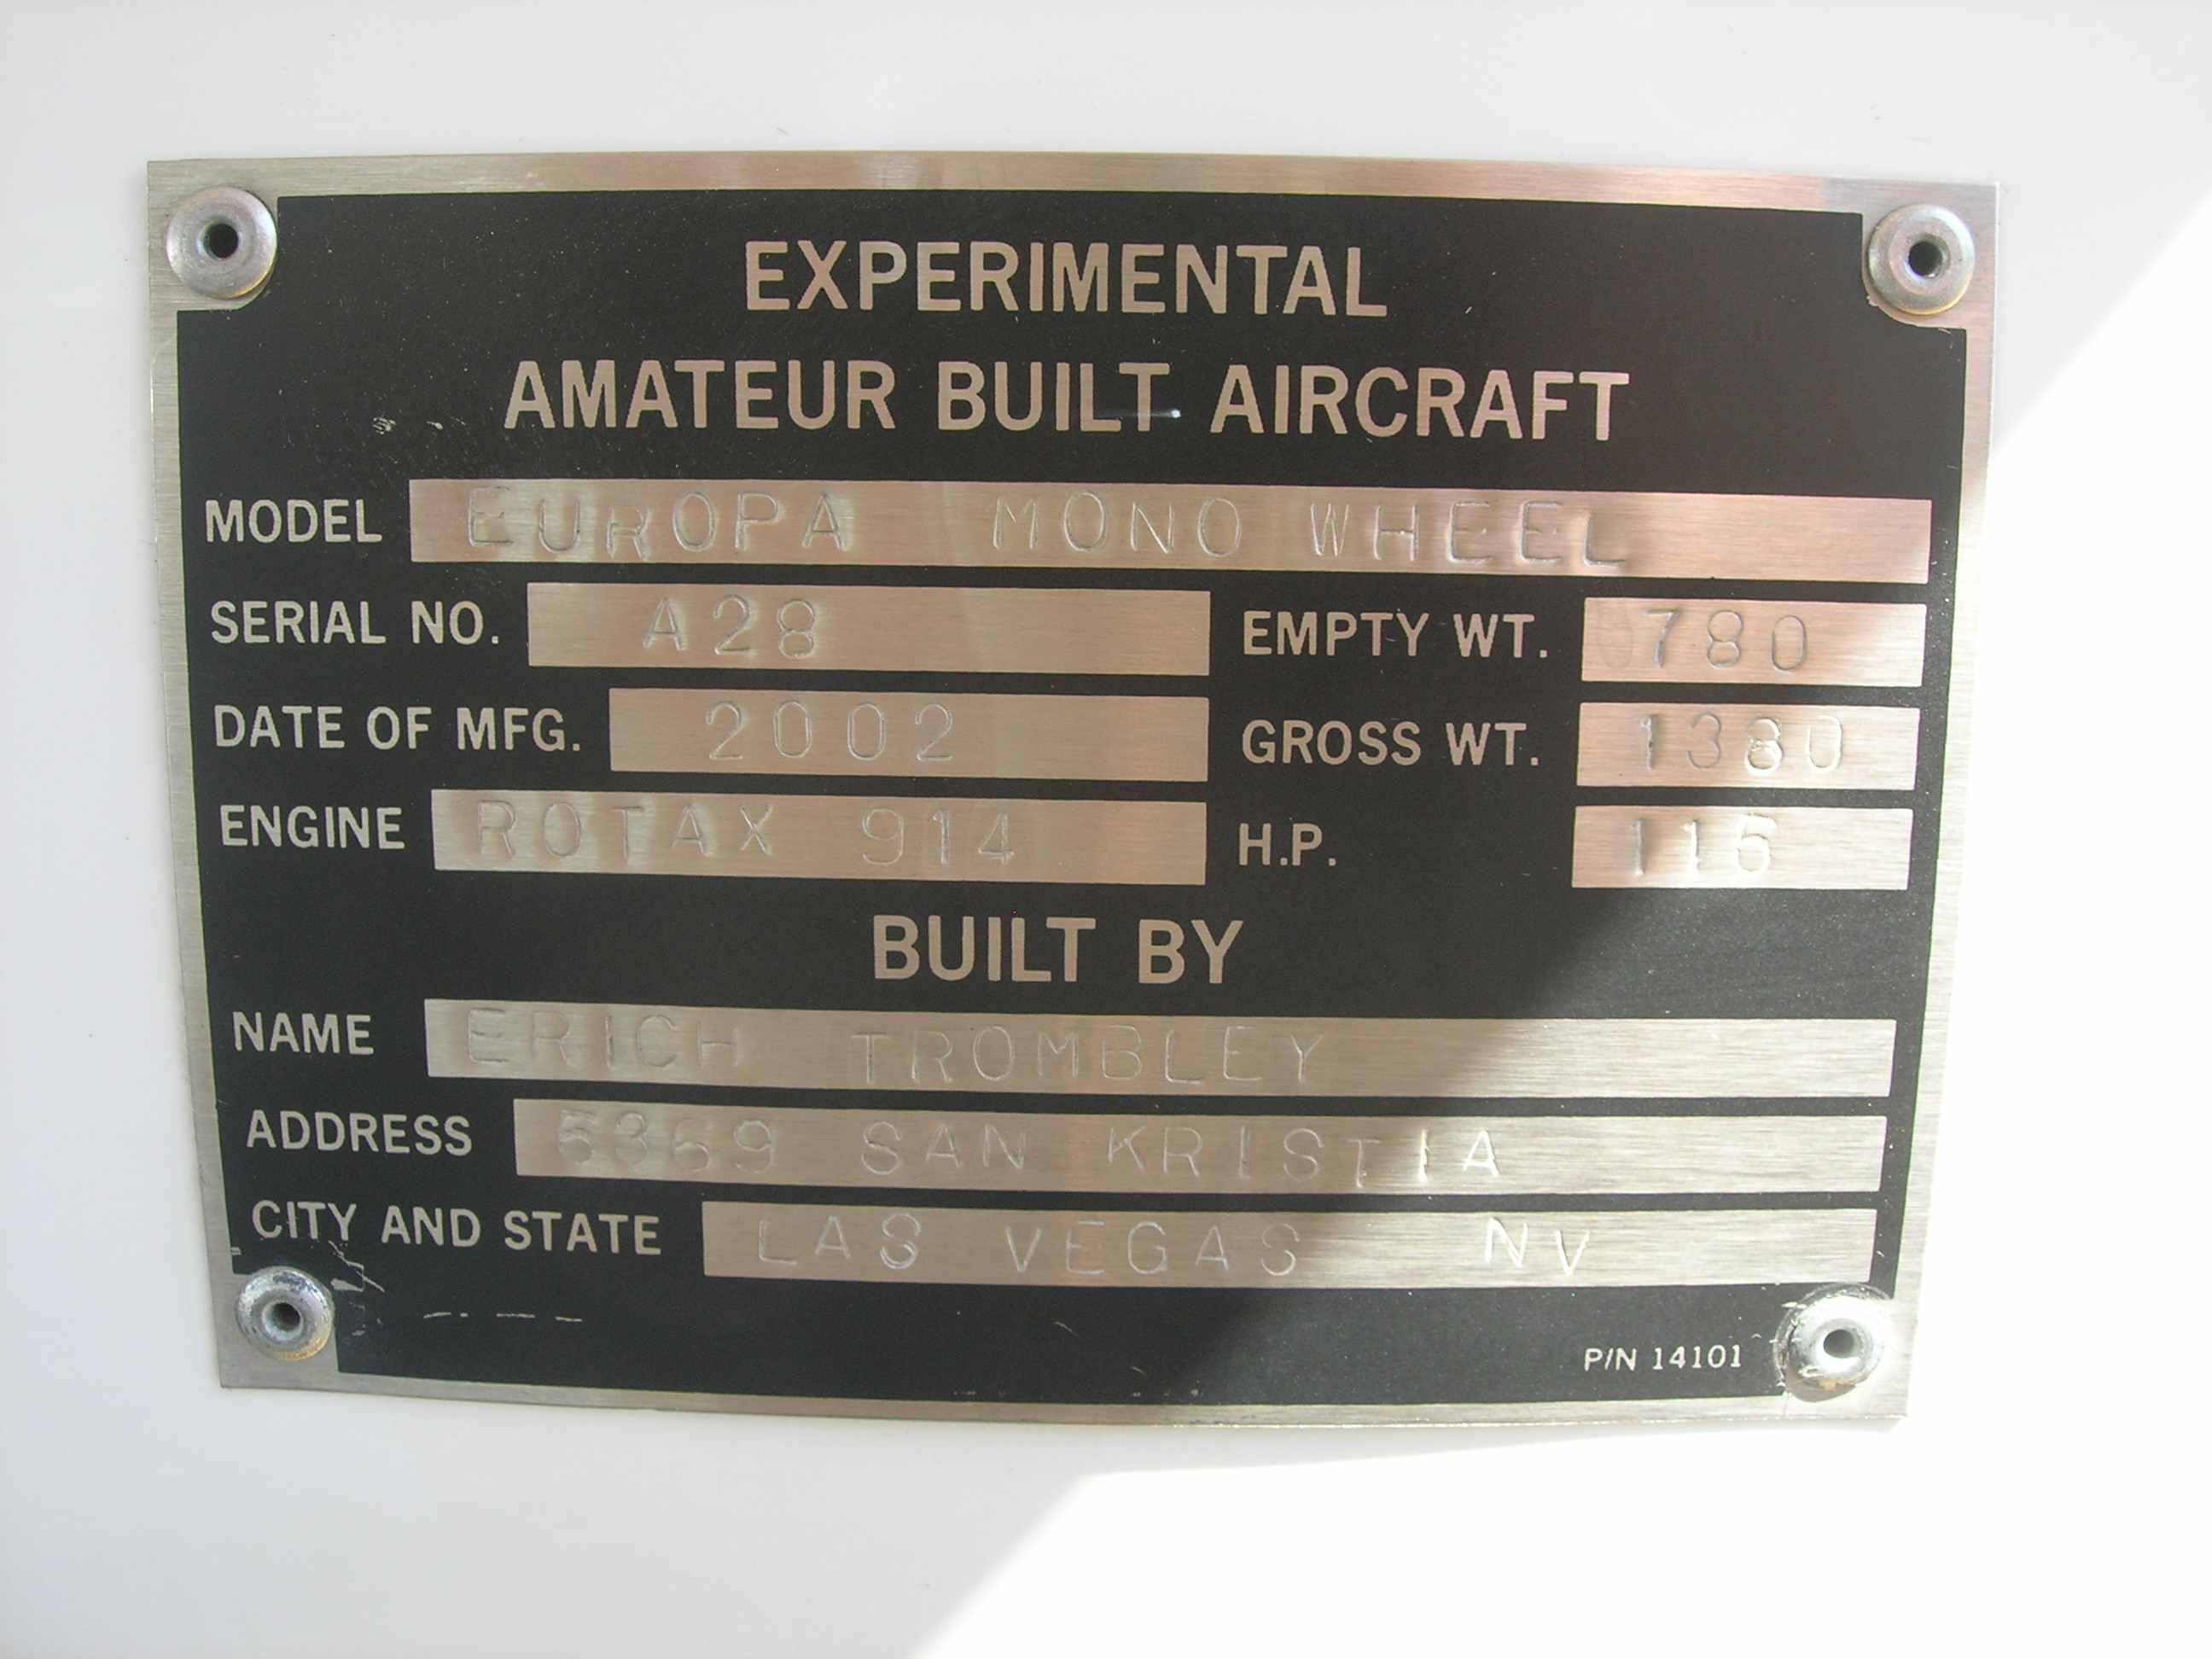 EXPERIMENTAL
AMATEUR BUILT AIRCRAFT
MODEL EUROPA MONO WHEEL
SERIAL NO. A28 EMPTY WT. 780
DATE OF MFG. 2002 GROSS WT. 1380
ENGINE ROTAX 914 H.P. 115
BUILT BY
NAME ERICH TROMBLEY
ADDRESS 5369 SAN KRISTIA
CITY AND STATE LAS VEGAS NV
P/N 14101